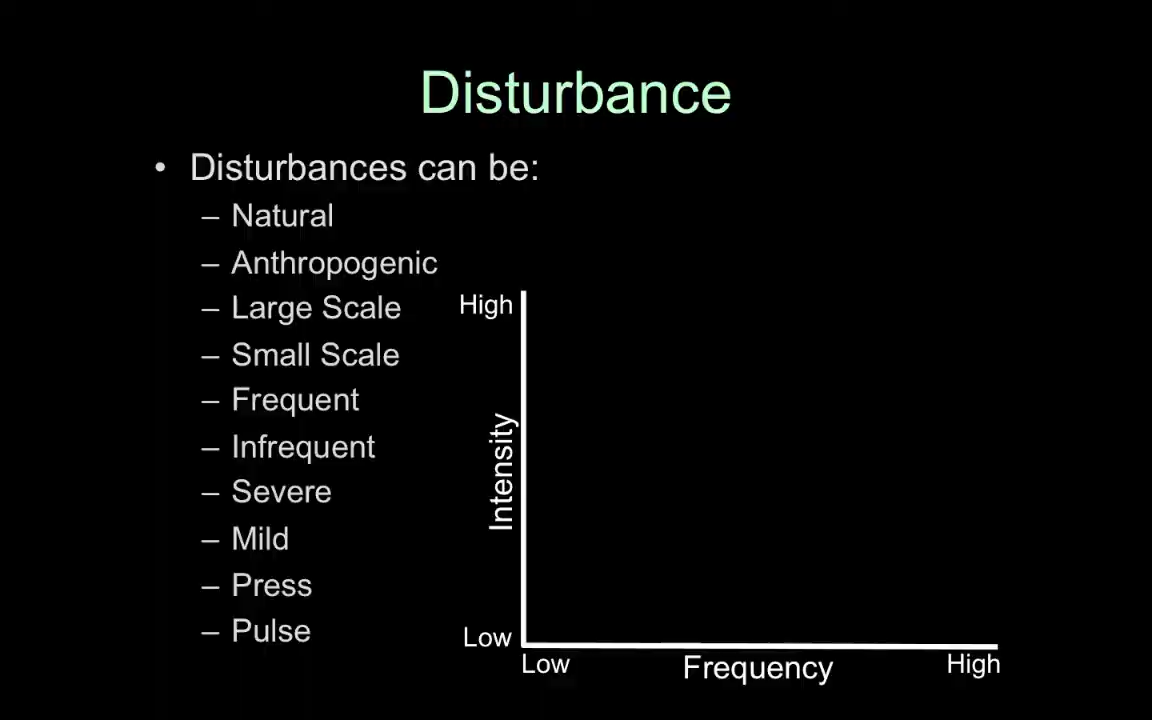 Disturbance
• Disturbances can be:
– Natural
– Anthropogenic
– Large Scale
– Small Scale
– Frequent
– Infrequent
– Severe
– Mild
– Press
– Pulse
High
Intensity
Low
Low Frequency High